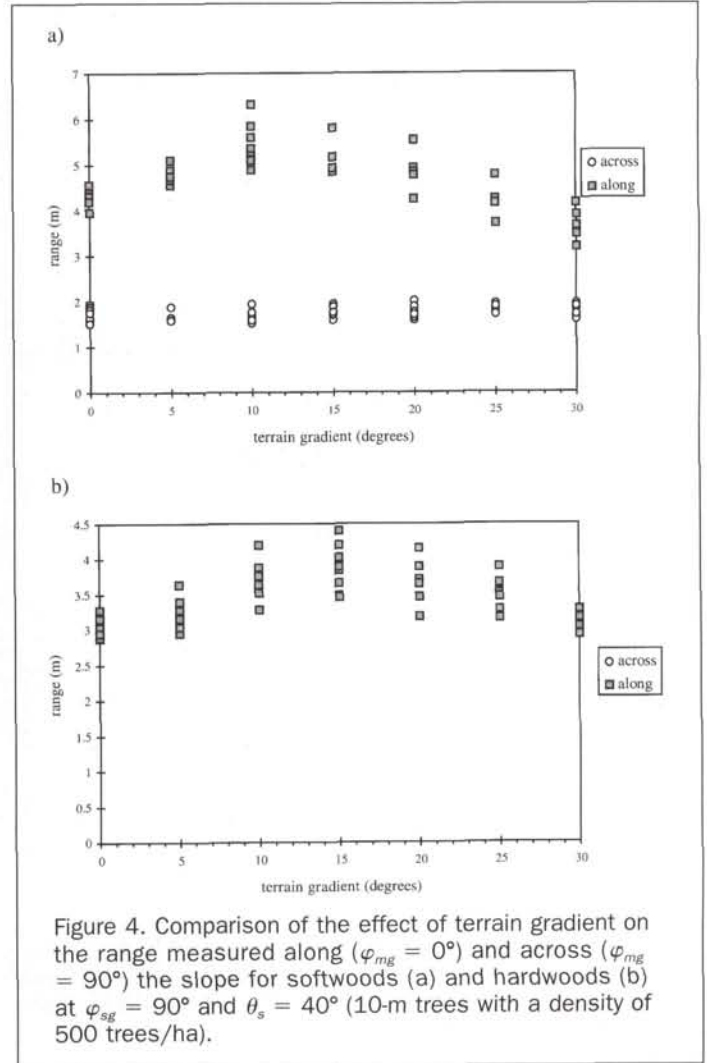 a)
7
6
5
4
3
2
1
0
range (m)
0 5 10 15 20 25 30
terrain gradient (degrees)
across
along
b)
4.5
4
3.5
3
2.5
2
1.5
1
0.5
0
range (m)
0 5 10 15 20 25 30
terrain gradient (degrees)
across
along
Figure 4. Comparison of the effect of terrain gradient on
the range measured along (φmg = 0°) and across (φmg
= 90°) the slope for softwoods (a) and hardwoods (b)
at φsg = 90° and θs = 40° (10-m trees with a density of
500 trees/ha).